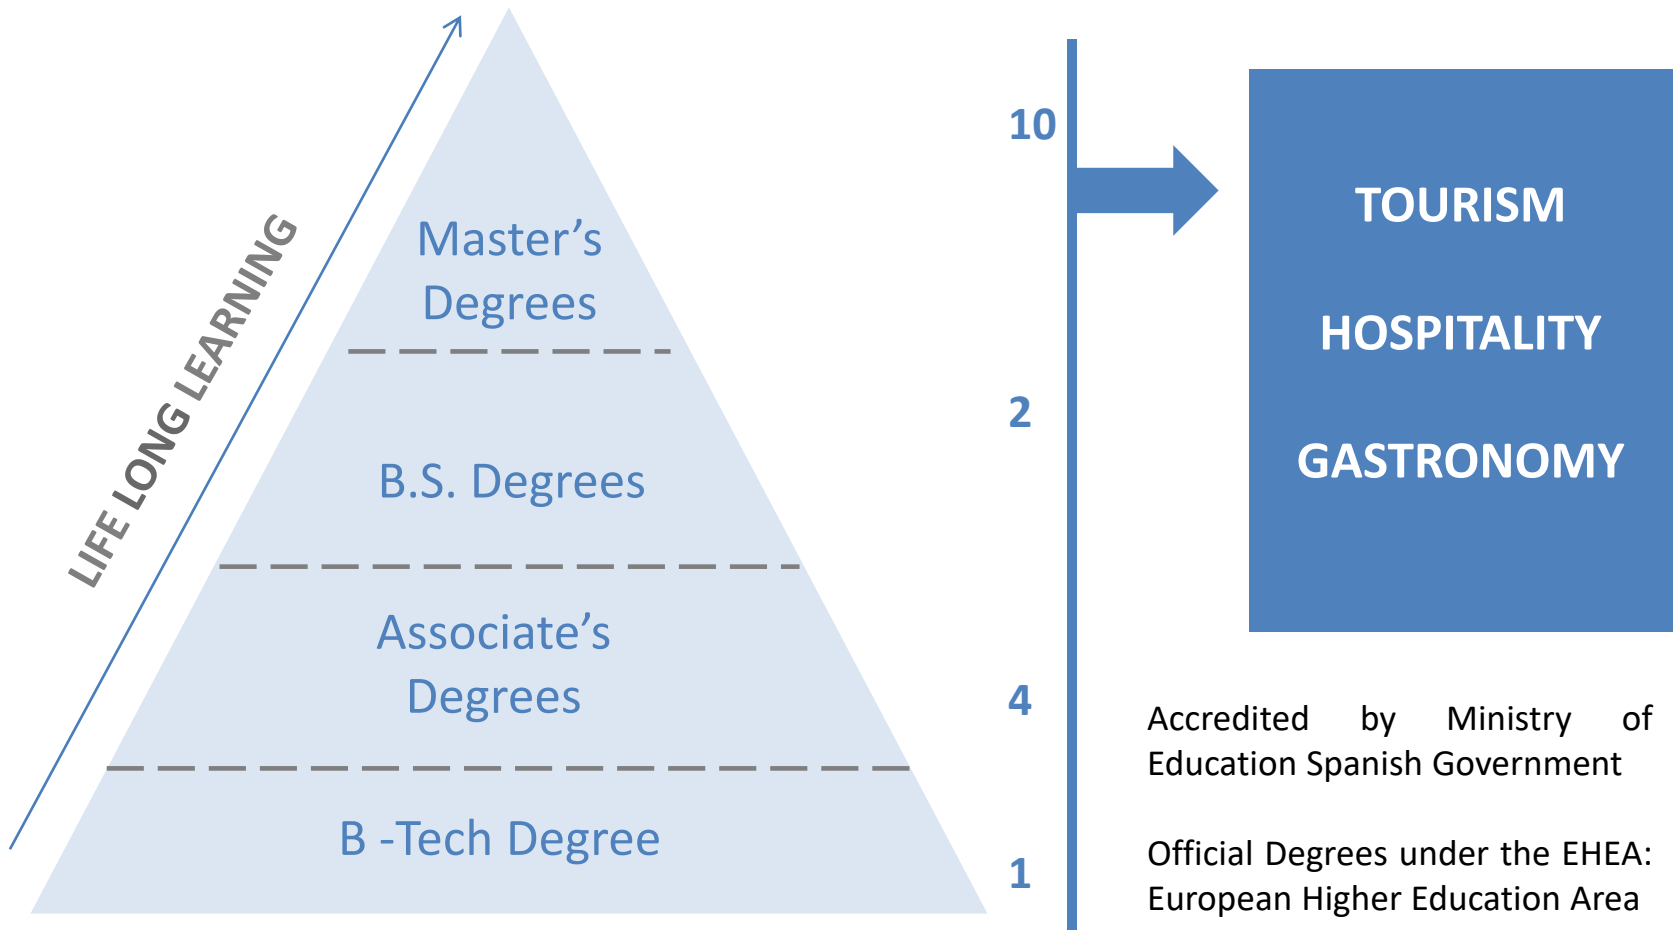 LIFE LONG LEARNING
Master’s
Degrees
B.S. Degrees
Associate’s
Degrees
B -Tech Degree
10
2
4
1
TOURISM
HOSPITALITY
GASTRONOMY
Accredited by Ministry of
Education Spanish Government
Official Degrees under the EHEA:
European Higher Education Area